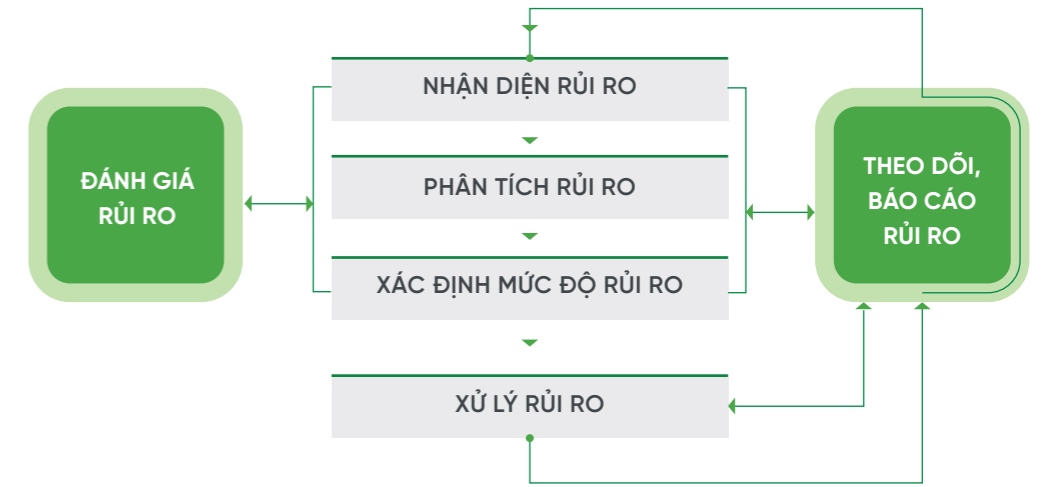 NHẬN DIỆN RỦI RO
PHÂN TÍCH RỦI RO
XÁC ĐỊNH MỨC ĐỘ RỦI RO
XỬ LÝ RỦI RO
ĐÁNH GIÁ
RỦI RO
THEO DÕI,
BÁO CÁO
RỦI RO